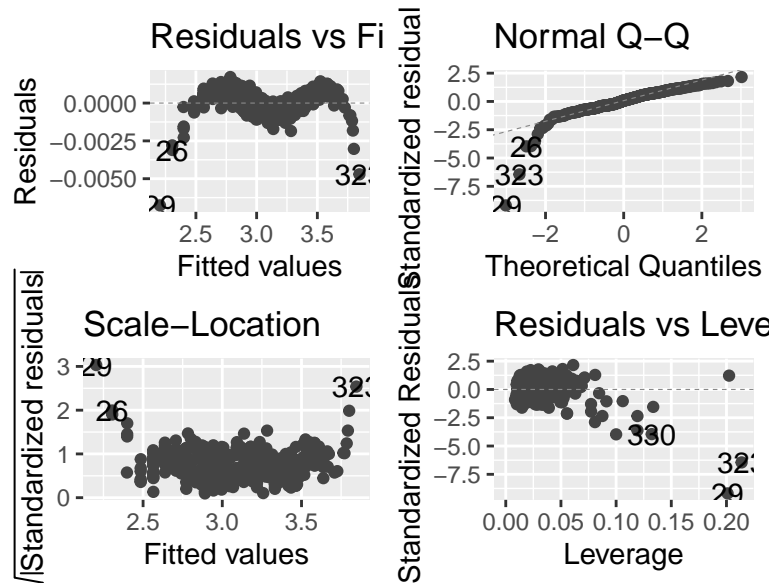 Residuals vs Fi
Residuals
0.0000
−0.0025
−0.0050
26
323
29
2.5 3.0 3.5
Fitted values
Normal Q−Q
Standardized residual
2.5
0.0
−2.5
−5.0
−7.5
26
323
29
−2 0 2
Theoretical Quantiles
Scale−Location
√|Standardized residuals|
3
2
1
0
29
26
323
2.5 3.0 3.5
Fitted values
Residuals vs Leve
Standardized Residuals
2.5
0.0
−2.5
−5.0
−7.5
330
323
29
0.00 0.05 0.10 0.15 0.20
Leverage